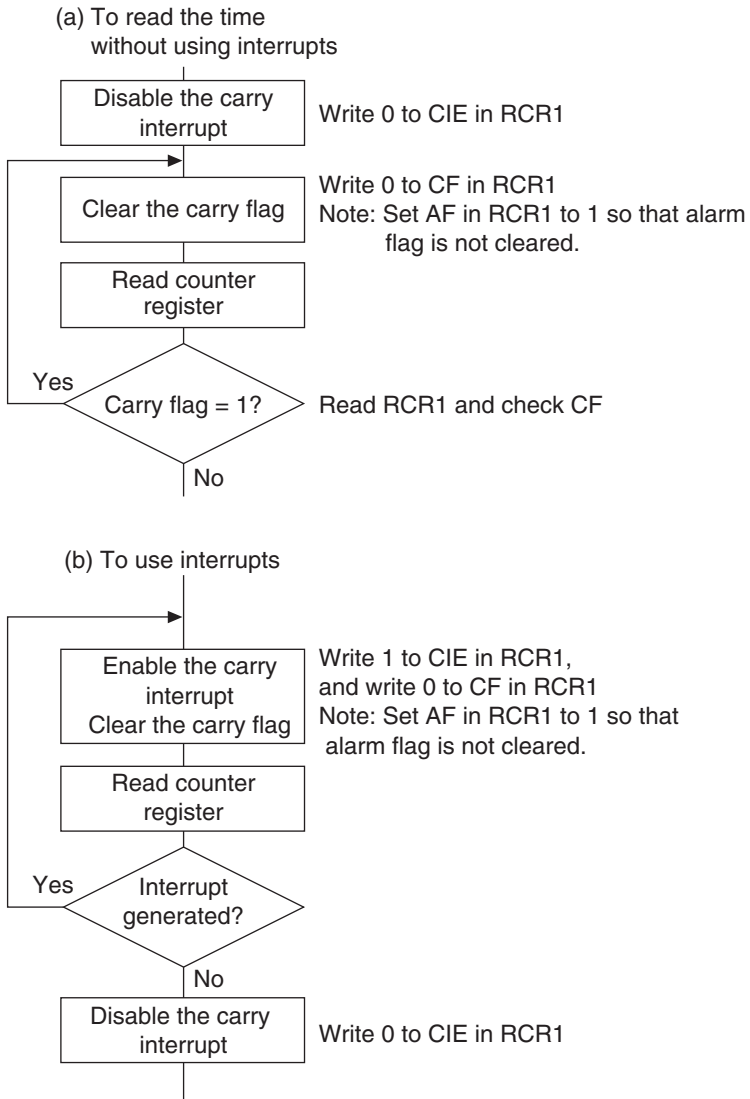 (a) To read the time
without using interrupts
Disable the carry
interrupt
Write 0 to CIE in RCR1
Clear the carry flag
Write 0 to CF in RCR1
Note: Set AF in RCR1 to 1 so that alarm
flag is not cleared.
Read counter
register
Yes
Carry flag = 1?
Read RCR1 and check CF
No
(b) To use interrupts
Enable the carry
interrupt
Clear the carry flag
Write 1 to CIE in RCR1,
and write 0 to CF in RCR1
Note: Set AF in RCR1 to 1 so that
alarm flag is not cleared.
Read counter
register
Yes
Interrupt
generated?
No
Disable the carry
interrupt
Write 0 to CIE in RCR1